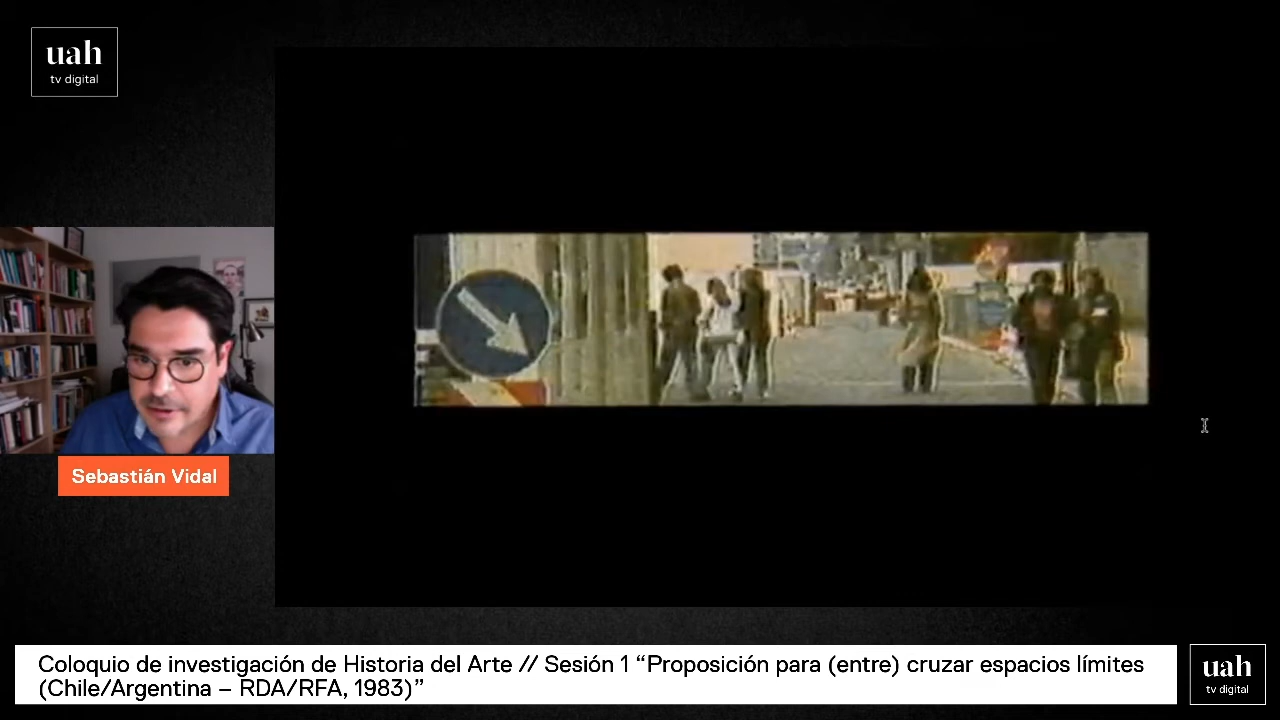 uah
tv digital
Sebastián Vidal
Coloquio de investigación de Historia del Arte // Sesión 1 “Proposición para (entre) cruzar espacios límites
(Chile/Argentina – RDA/RFA, 1983)”
uah
tv digital